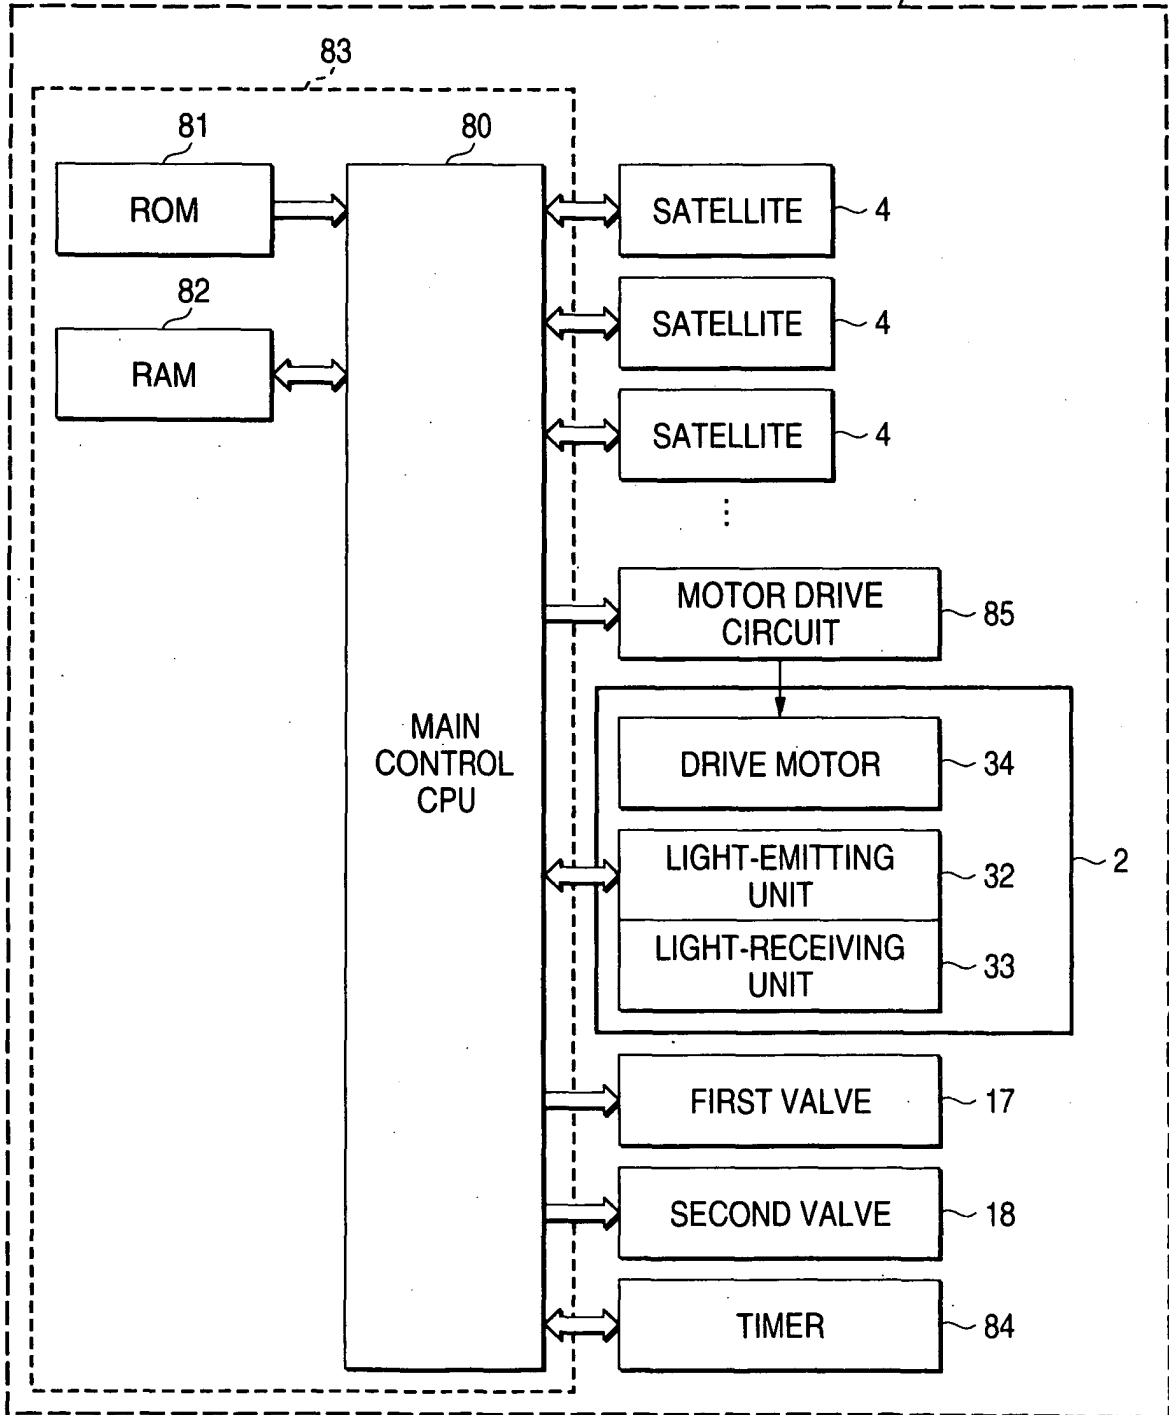 83
81
80
ROM
SATELLITE
4
82
SATELLITE
4
RAM
SATELLITE
4
MOTOR DRIVE
CIRCUIT
85
MAIN
CONTROL
CPU
DRIVE MOTOR
34
LIGHT-EMITTING
UNIT
32
2
LIGHT-RECEIVING
UNIT
33
FIRST VALVE
17
SECOND VALVE
18
TIMER
84